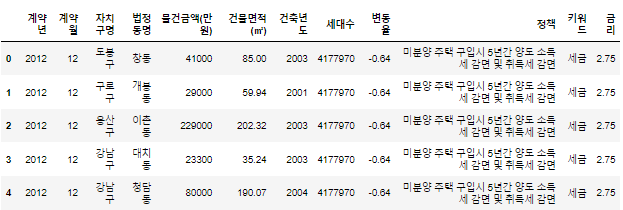 계약년 계약월 자치구명 법정동명 물건금액(만원) 건물면적(㎡) 건축년도 세대수 변동율 정책 키워드 금리
0 2012 12 도봉구 창동 41000 85.00 2003 4177970 -0.64 미분양 주택 구입시 5년간 양도 소득세 감면 및 취득세 감면 세금 2.75
1 2012 12 구로구 개봉동 29000 59.94 2001 4177970 -0.64 미분양 주택 구입시 5년간 양도 소득세 감면 및 취득세 감면 세금 2.75
2 2012 12 용산구 이촌동 229000 202.32 2003 4177970 -0.64 미분양 주택 구입시 5년간 양도 소득세 감면 및 취득세 감면 세금 2.75
3 2012 12 강남구 대치동 23300 35.24 2003 4177970 -0.64 미분양 주택 구입시 5년간 양도 소득세 감면 및 취득세 감면 세금 2.75
4 2012 12 강남구 청담동 80000 190.07 2004 4177970 -0.64 미분양 주택 구입시 5년간 양도 소득세 감면 및 취득세 감면 세금 2.75